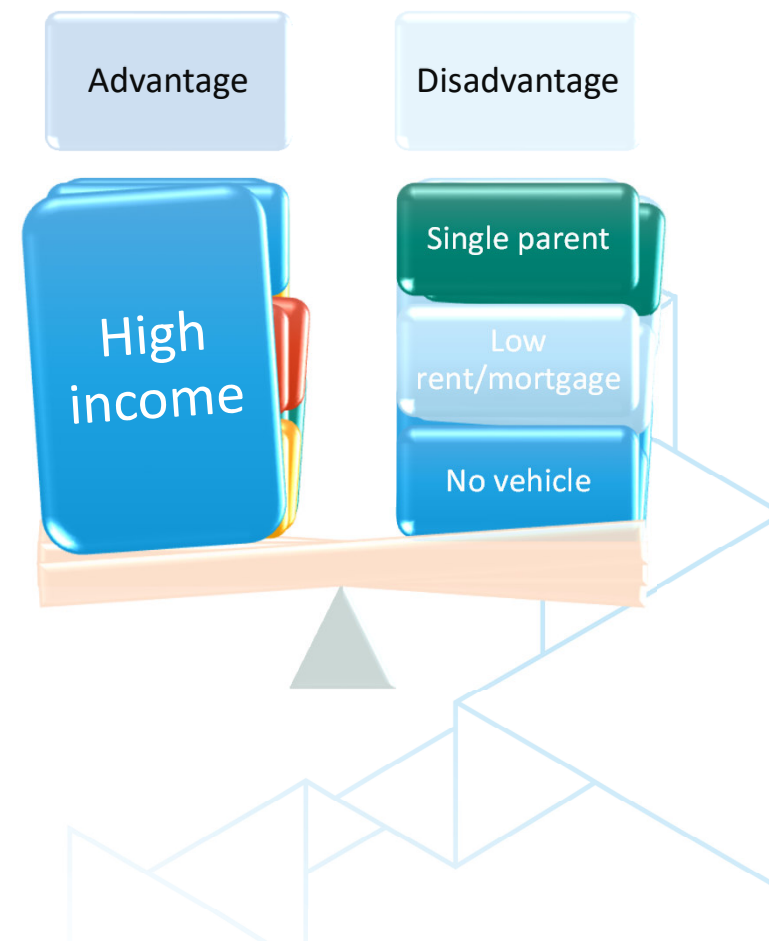 Advantage
Disadvantage
High
income
Single parent
Low
rent/mortgage
No vehicle